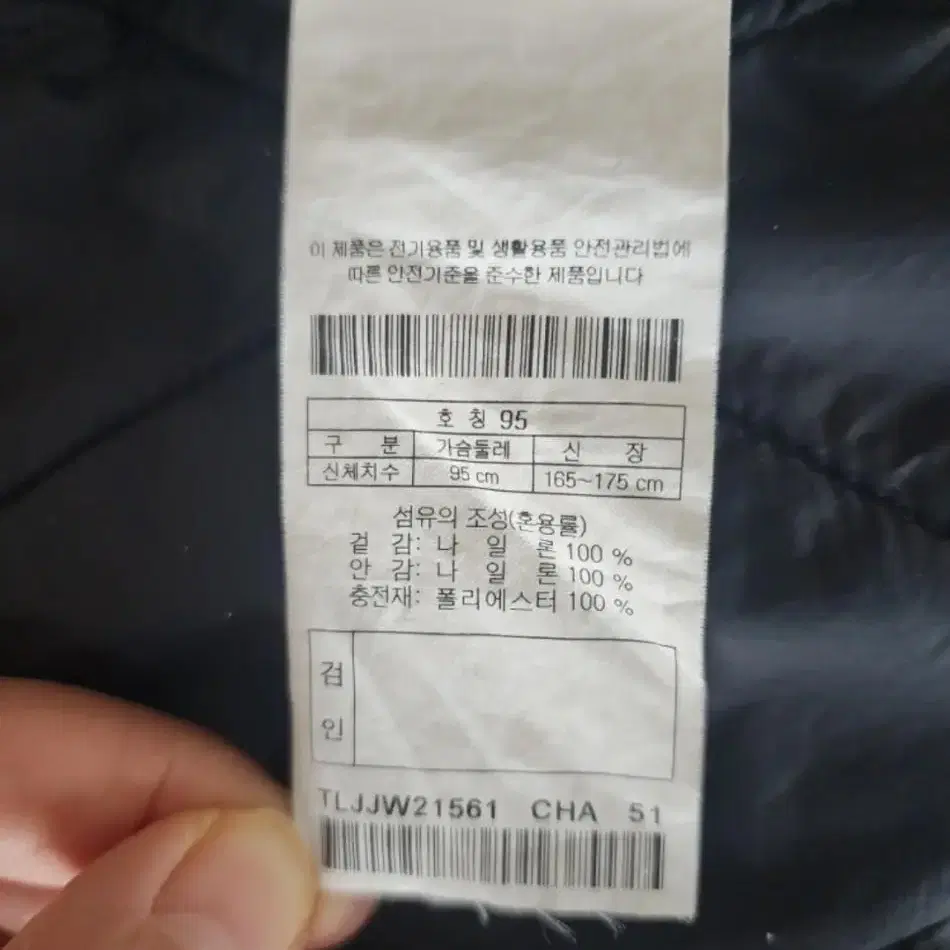 이 제품은 전기용품 및 생활용품 안전관리법에
따른 안전기준을 준수한 제품입니다
호 칭 95
구 분 가슴둘레 신 장
신체치수 95 cm 165~175 cm
섬유의 조성(혼용률)
겉 감: 나 일 론 100 %
안 감: 나 일 론 100 %
충전재: 폴리에스터 100 %
검
인
TLJJW21561 CHA 51